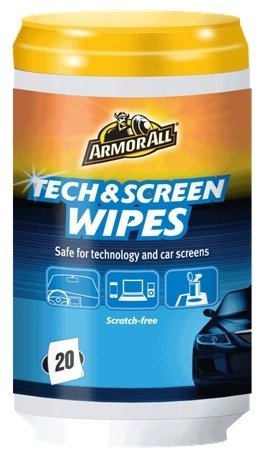 ARMORALL
TECH & SCREEN
WIPES
Safe for technology and car screens
Scratch-free
20